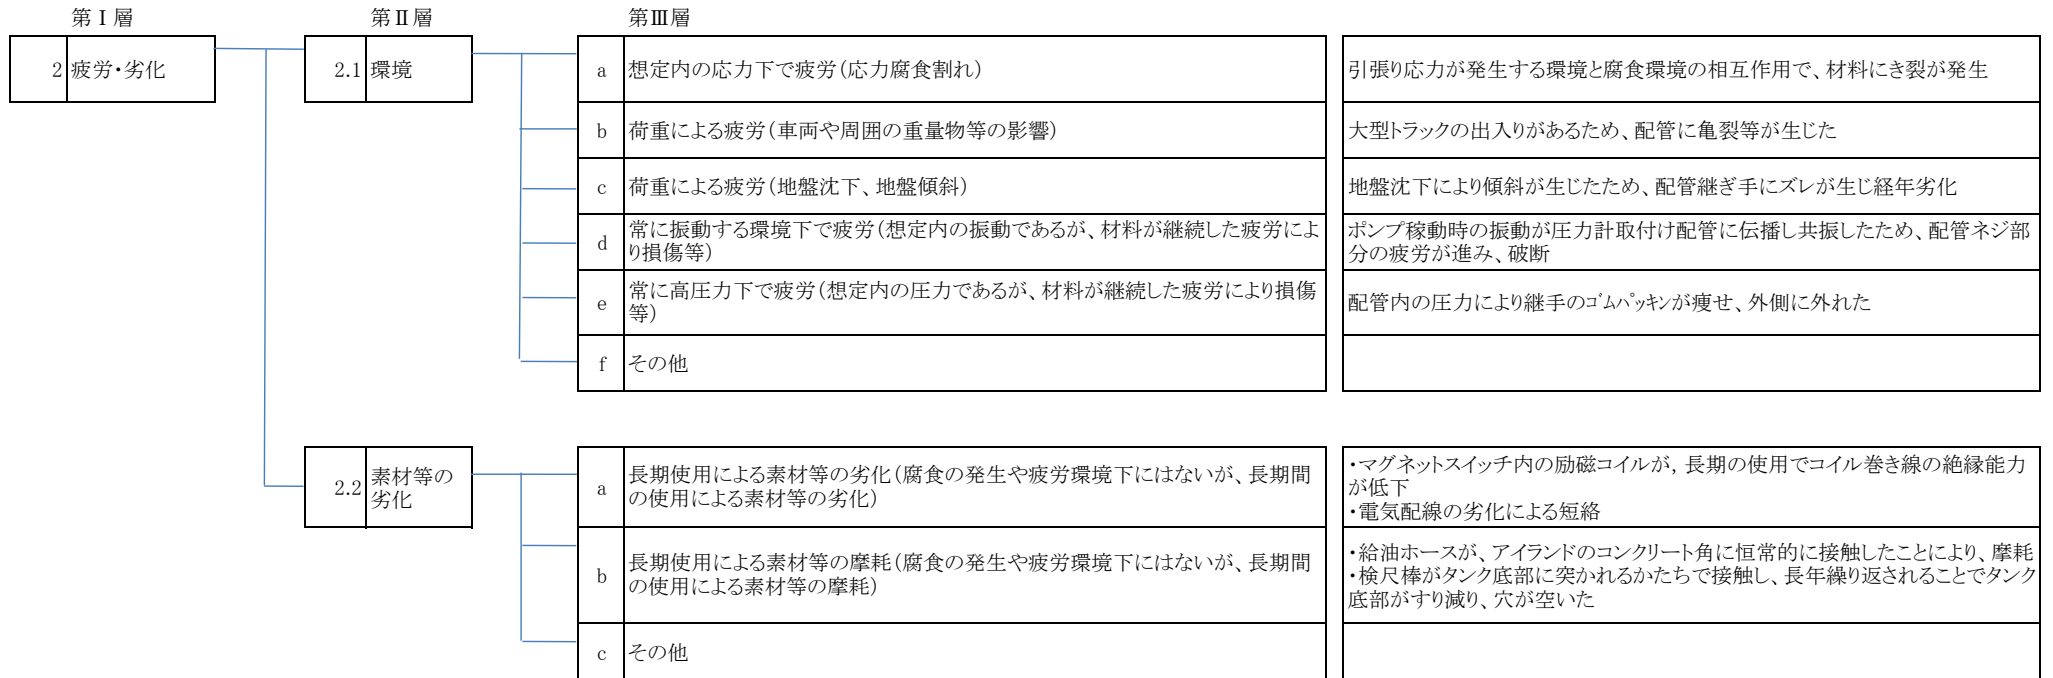 第Ⅰ層
第Ⅱ層
第Ⅲ層
2 疲労・劣化
2.1 環境
a 想定内の応力下で疲労（応力腐食割れ）
引張り応力が発生する環境と腐食環境の相互作用で、材料にき裂が発生
b 荷重による疲労（車両や周囲の重量物等の影響）
大型トラックの出入りがあるため、配管に亀裂等が生じた
c 荷重による疲労（地盤沈下、地盤傾斜）
地盤沈下により傾斜が生じたため、配管継ぎ手にズレが生じ経年劣化
d 常に振動する環境下で疲労（想定内の振動であるが、材料が継続した疲労によ
り損傷等）
ポンプ稼動時の振動が圧力計取付け配管に伝播し共振したため、配管ネジ部
分の疲労が進み、破断
e 常に高圧力下で疲労（想定内の圧力であるが、材料が継続した疲労により損傷
等）
配管内の圧力により継手のｺﾞﾑﾊﾟｯｷﾝが痩せ、外側に外れた
f その他
2.2 素材等の
劣化
a 長期使用による素材等の劣化（腐食の発生や疲労環境下にはないが、長期間
の使用による素材等の劣化）
・マグネットスイッチ内の励磁コイルが，長期の使用でコイル巻き線の絶縁能力
が低下
・電気配線の劣化による短絡
b 長期使用による素材等の摩耗（腐食の発生や疲労環境下にはないが、長期間
の使用による素材等の摩耗）
・給油ホースが、アイランドのコンクリート角に恒常的に接触したことにより、摩耗
・検尺棒がタンク底部に突かれるかたちで接触し、長年繰り返されることでタンク
底部がすり減り、穴が空いた
c その他